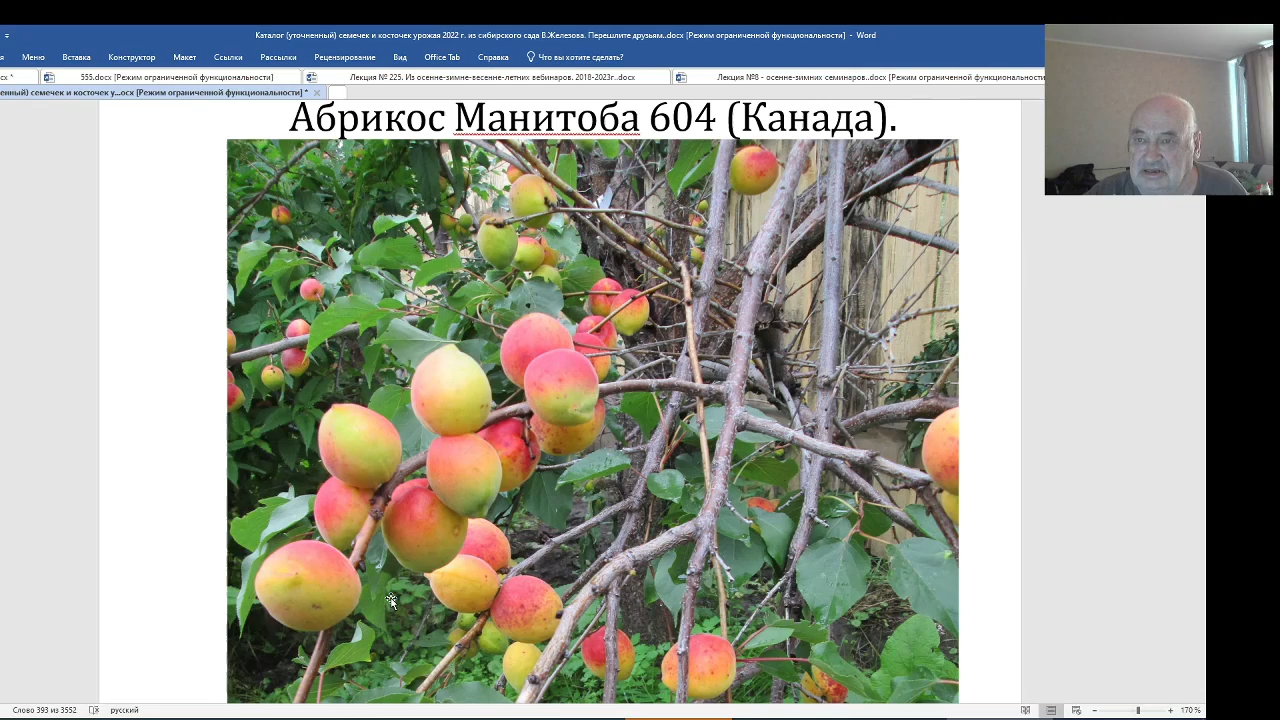 Каталог (уточненный) семечек и косточек урожая 2022 г. из сибирского сада В.Железова. Перешлите друзьям..docx [Режим ограниченной функциональности] - Word
Меню Вставка Конструктор Макет Ссылки Рассылки Рецензирование Вид Office Tab Справка Что вы хотите сделать?
сх * 555.docx [Режим ограниченной функциональности] Лекция № 225. Из осенне-зимне-весенне-летних вебинаров. 2018-2023г..docx Лекция №8 - осенне-зимних семинаров..docx [Режим ограниченной функциональности
енный) семечек и косточек у...ocx [Режим ограниченной функциональности] *
Абрикос Манитоба 604 (Канада).
Слово 393 из 3552 русский 170 %